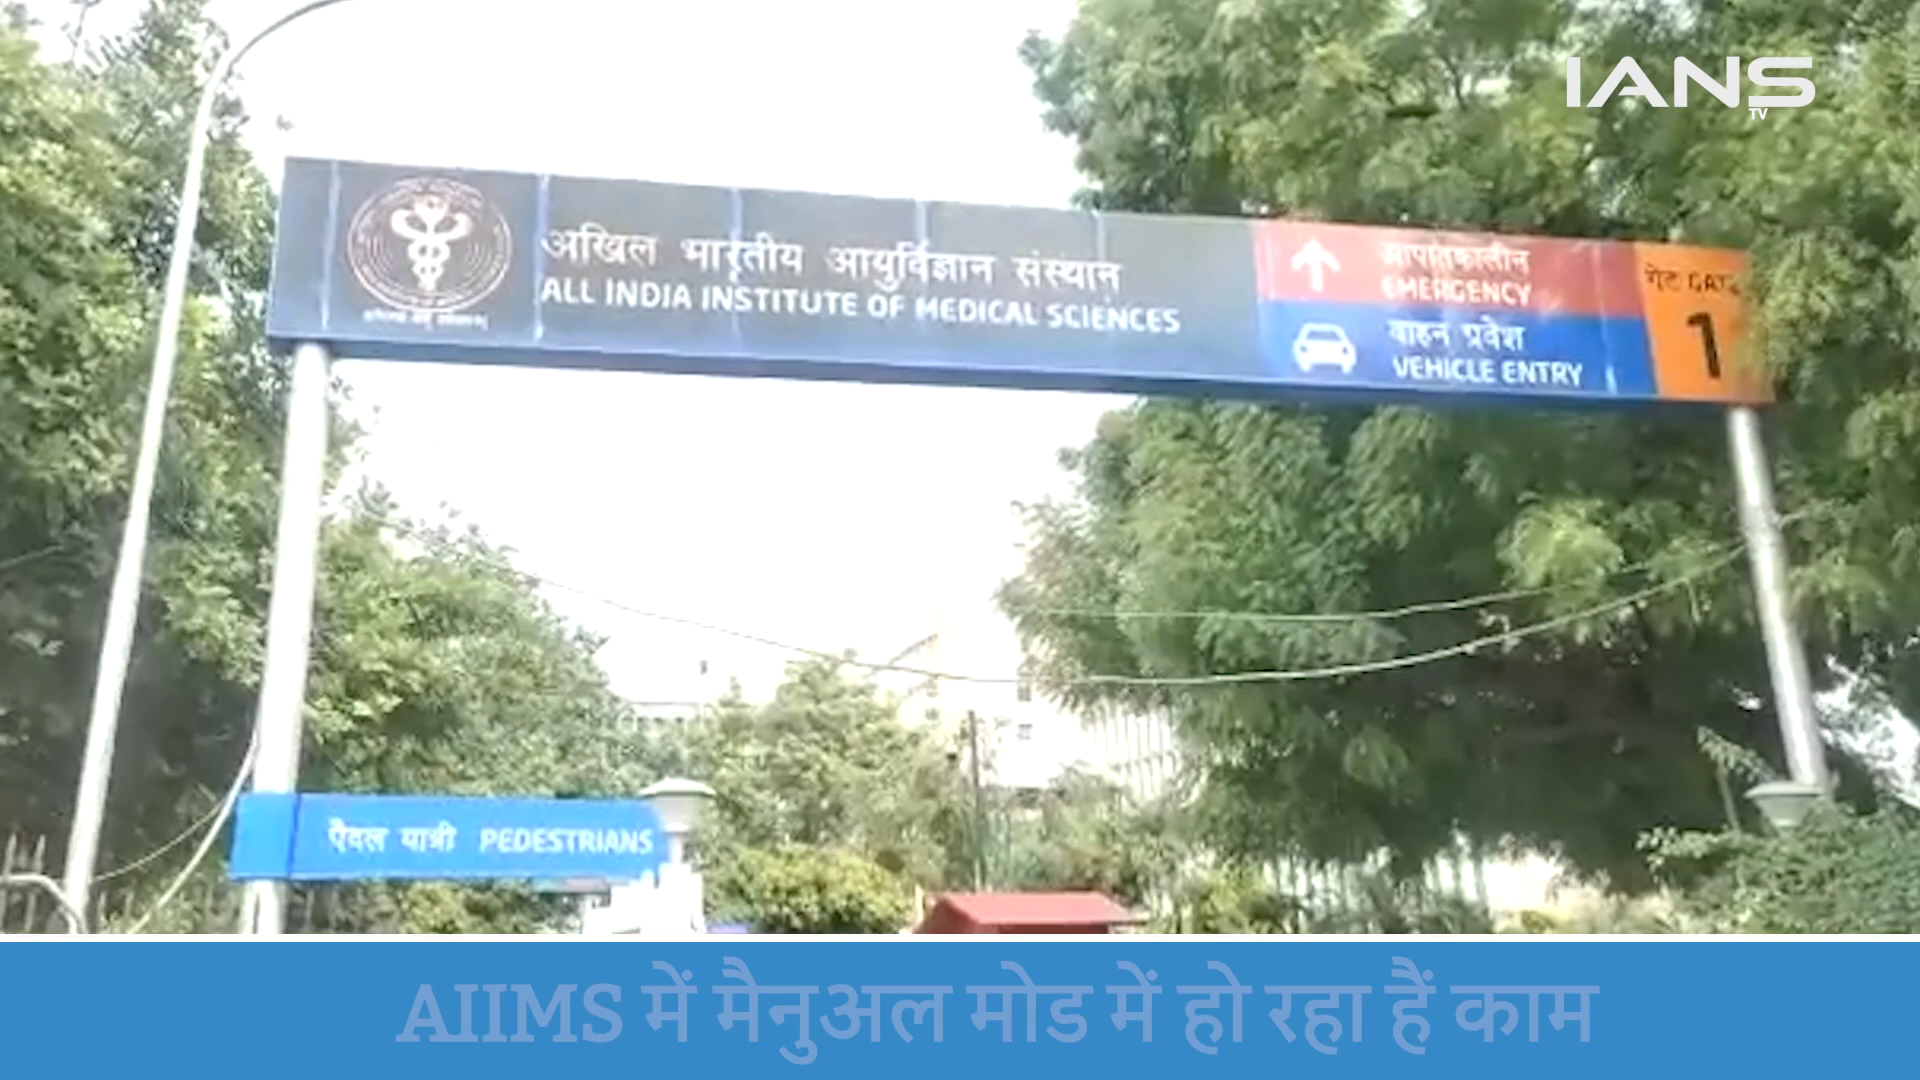 IANS
TV
अखिल भारतीय आयुर्विज्ञान संस्थान
ALL INDIA INSTITUTE OF MEDICAL SCIENCES
आपातकालीन
EMERGENCY
वाहन प्रवेश
VEHICLE ENTRY
गेट GATE
1
पैदल यात्री PEDESTRIANS
AIIMS में मैनुअल मोड में हो रहा हैं काम